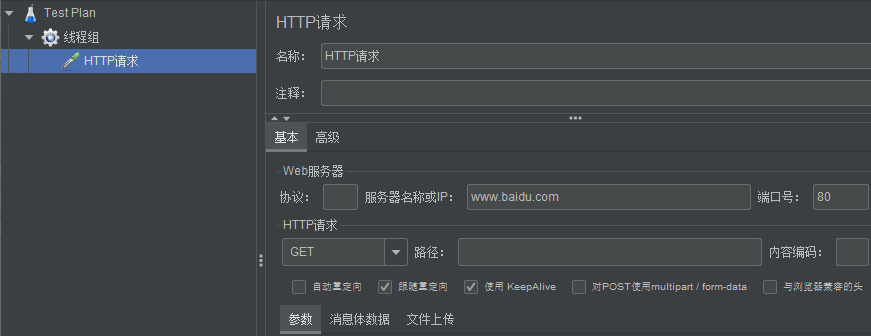 Test Plan
线程组
HTTP请求
HTTP请求
名称： HTTP请求
注释：
基本 高级
Web服务器
协议： 服务器名称或IP： www.baidu.com 端口号： 80
HTTP请求
GET 路径： 内容编码：
自动重定向 跟随重定向 使用 KeepAlive 对POST使用multipart / form-data 与浏览器兼容的头
参数 消息体数据 文件上传